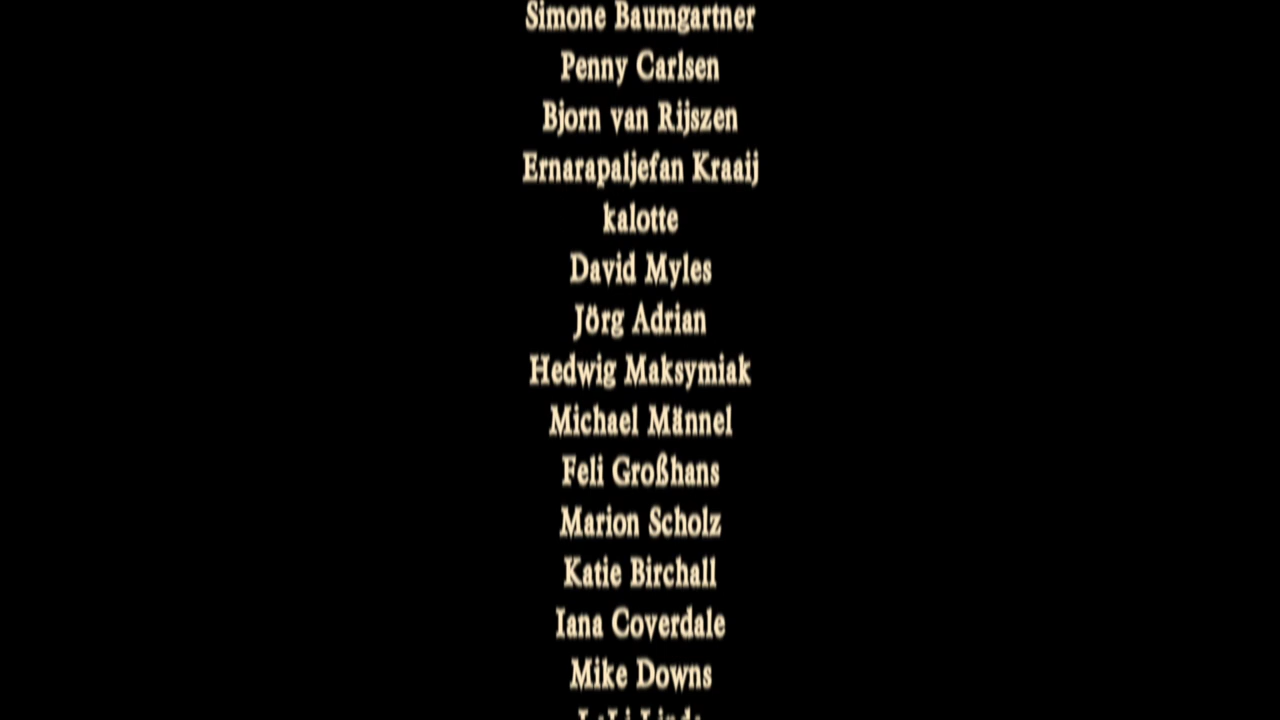 Simone Baumgartner
Penny Carlsen
Bjorn van Rijszen
Ernarapaljefan Kraaij
kalotte
David Myles
Jörg Adrian
Hedwig Maksymiak
Michael Männel
Feli Großhans
Marion Scholz
Katie Birchall
Iana Coverdale
Mike Downs